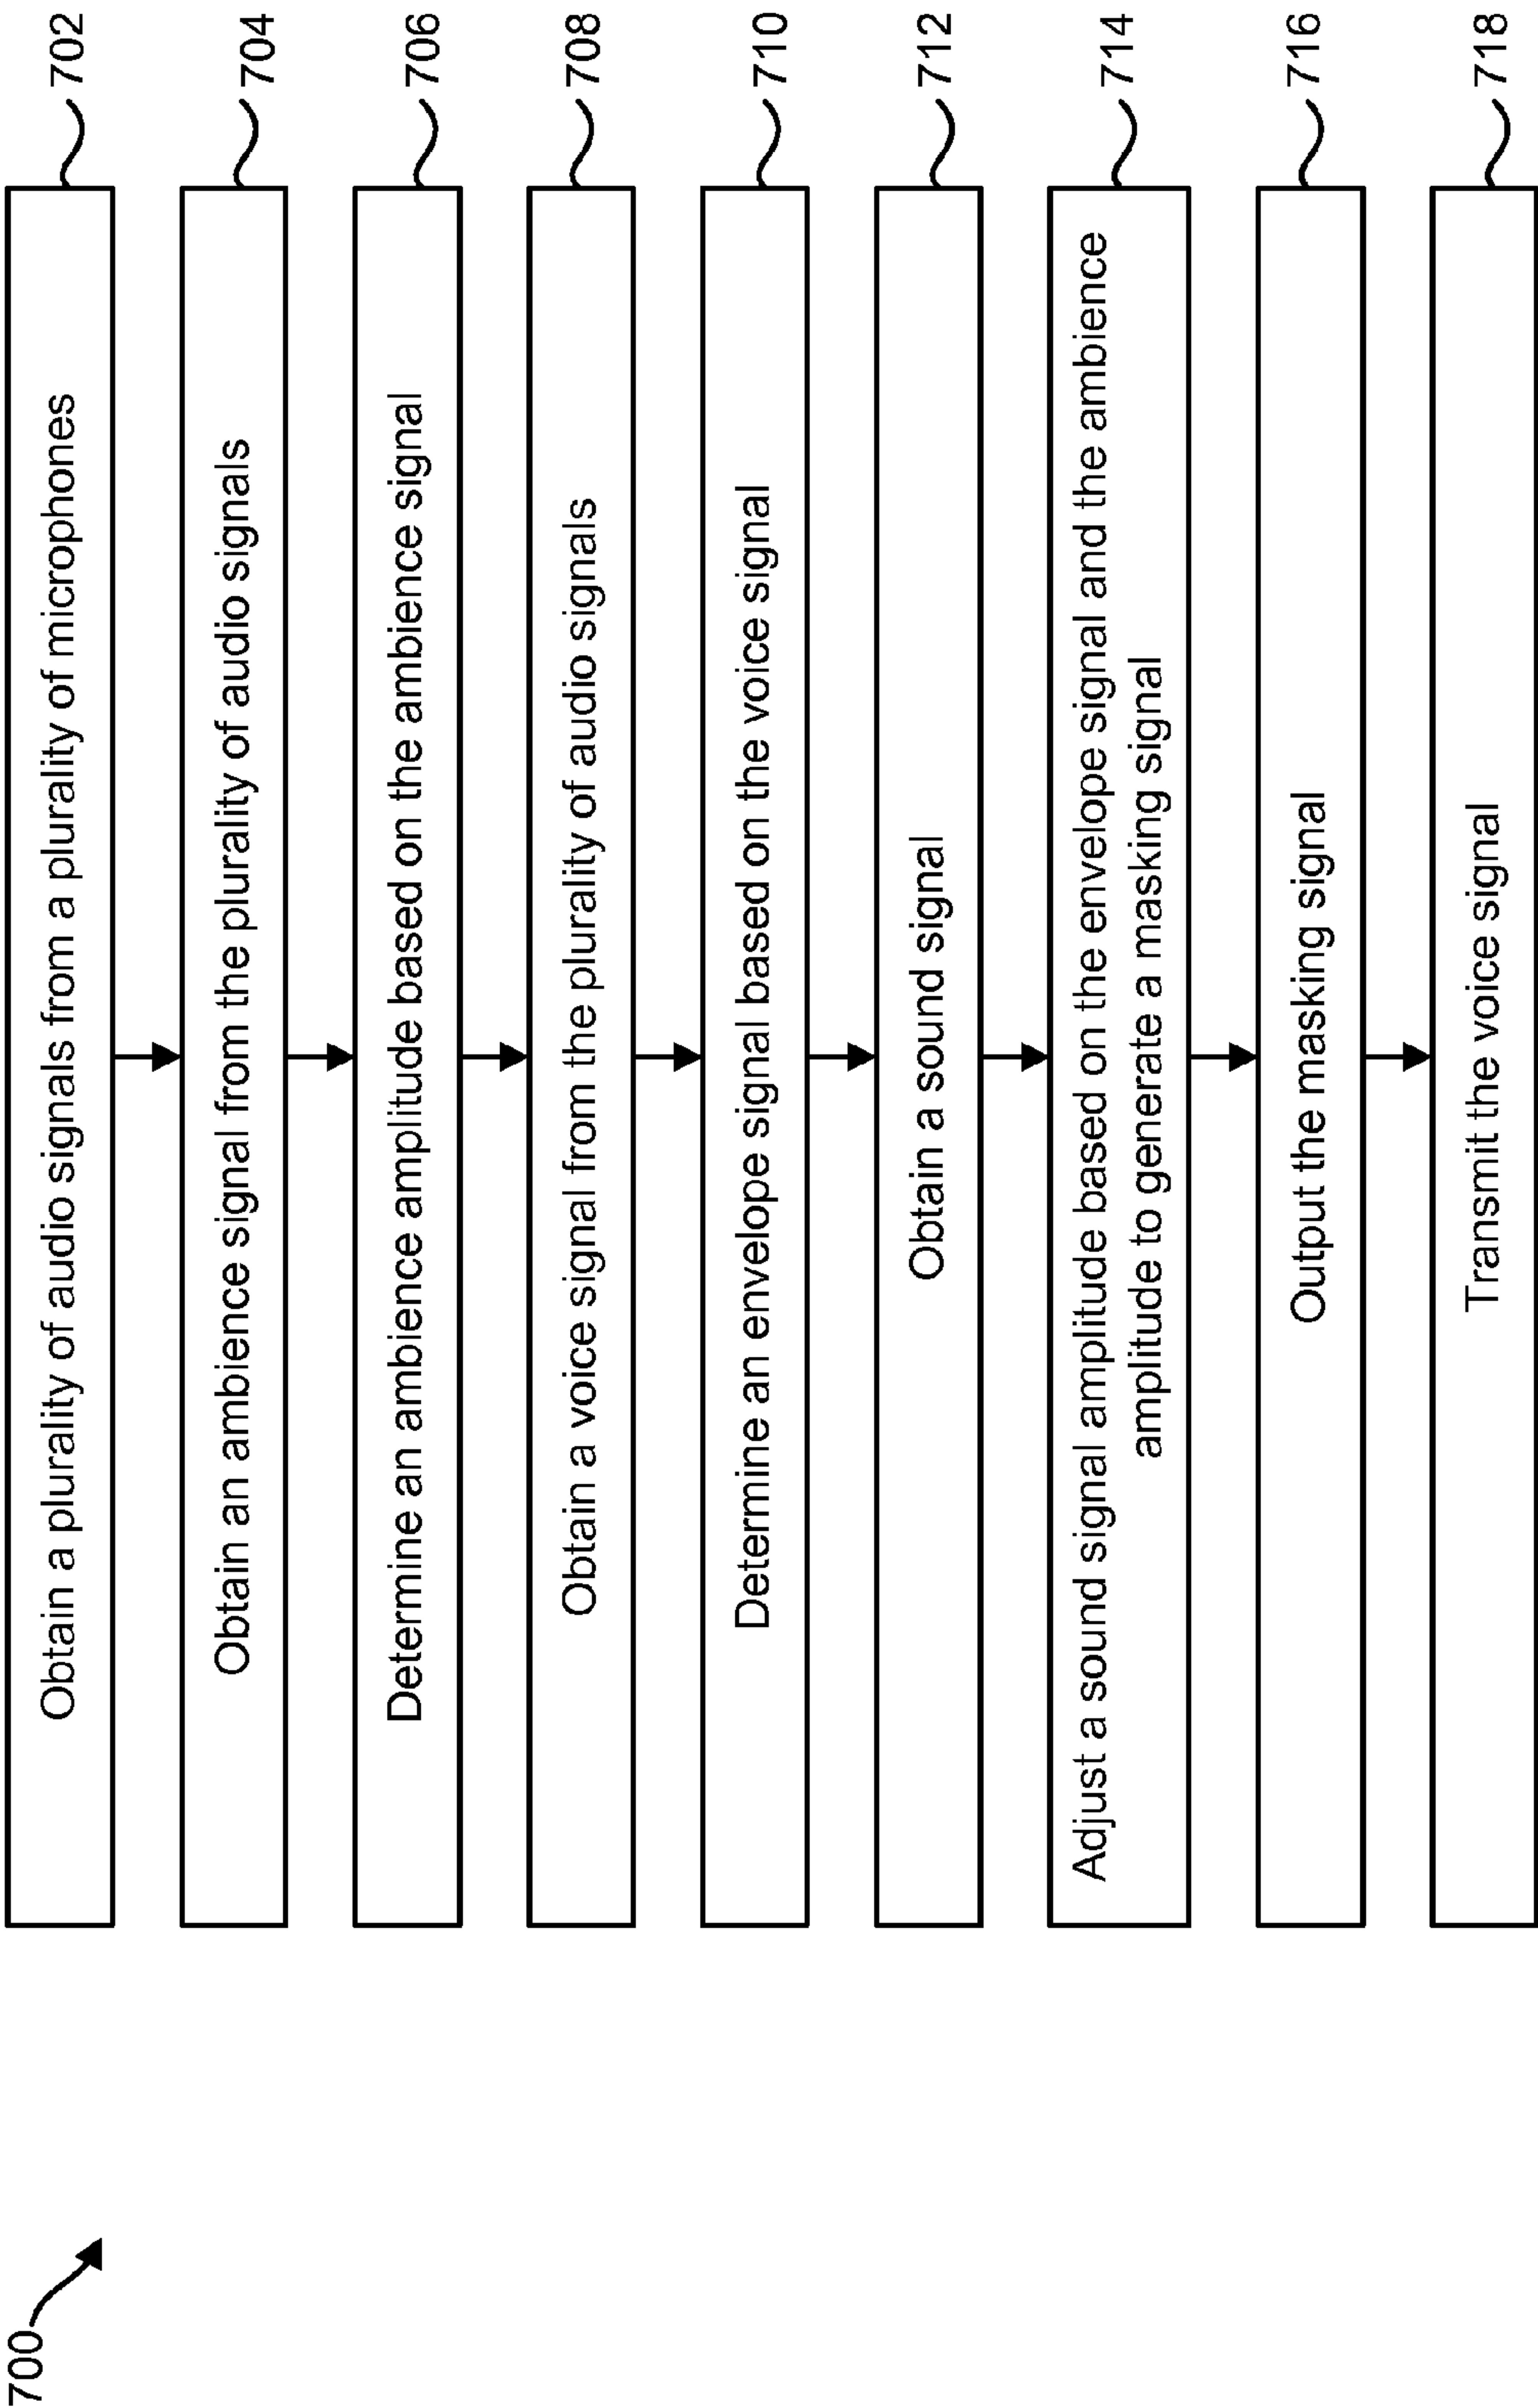 700
Obtain a plurality of audio signals from a plurality of microphones
702
Obtain an ambience signal from the plurality of audio signals
704
Determine an ambience amplitude based on the ambience signal
706
Obtain a voice signal from the plurality of audio signals
708
Determine an envelope signal based on the voice signal
710
Obtain a sound signal
712
Adjust a sound signal amplitude based on the envelope signal and the ambience
amplitude to generate a masking signal
714
Output the masking signal
716
Transmit the voice signal
718